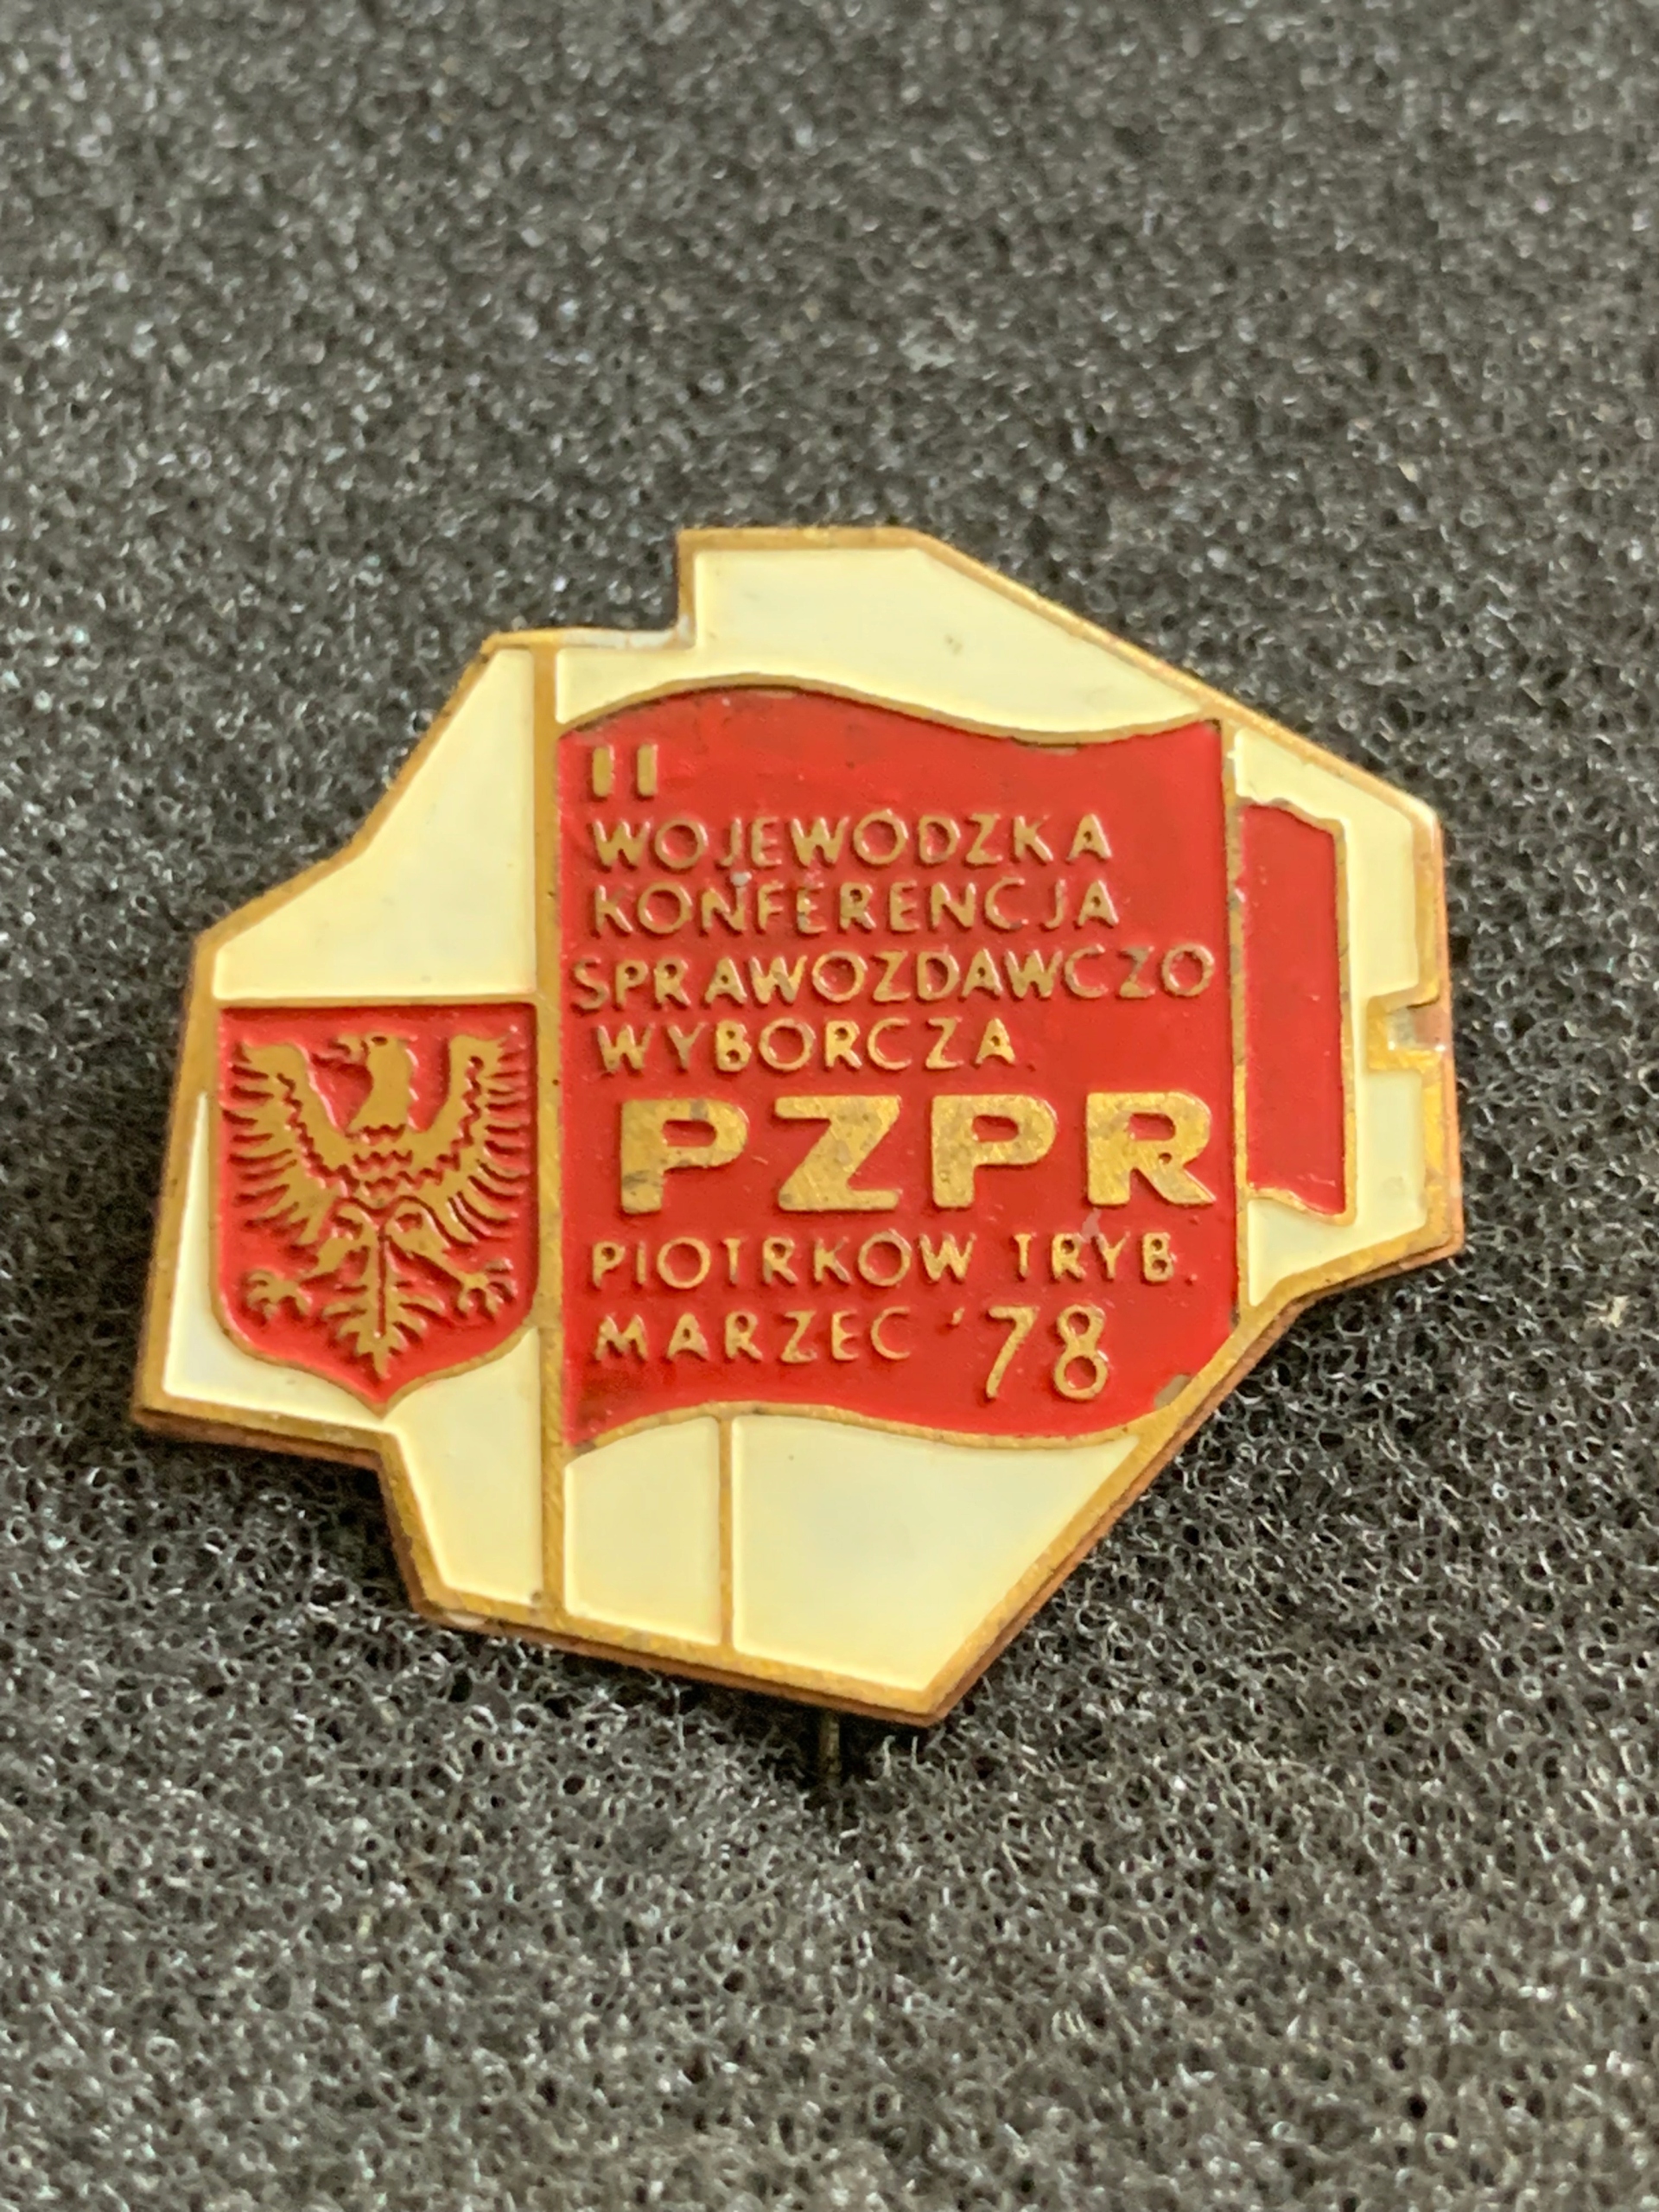 II
WOJEWÓDZKA
KONFERENCJA
SPRAWOZDAWCZO
WYBORCZA
PZPR
PIOTRKÓW TRYB.
MARZEC '78